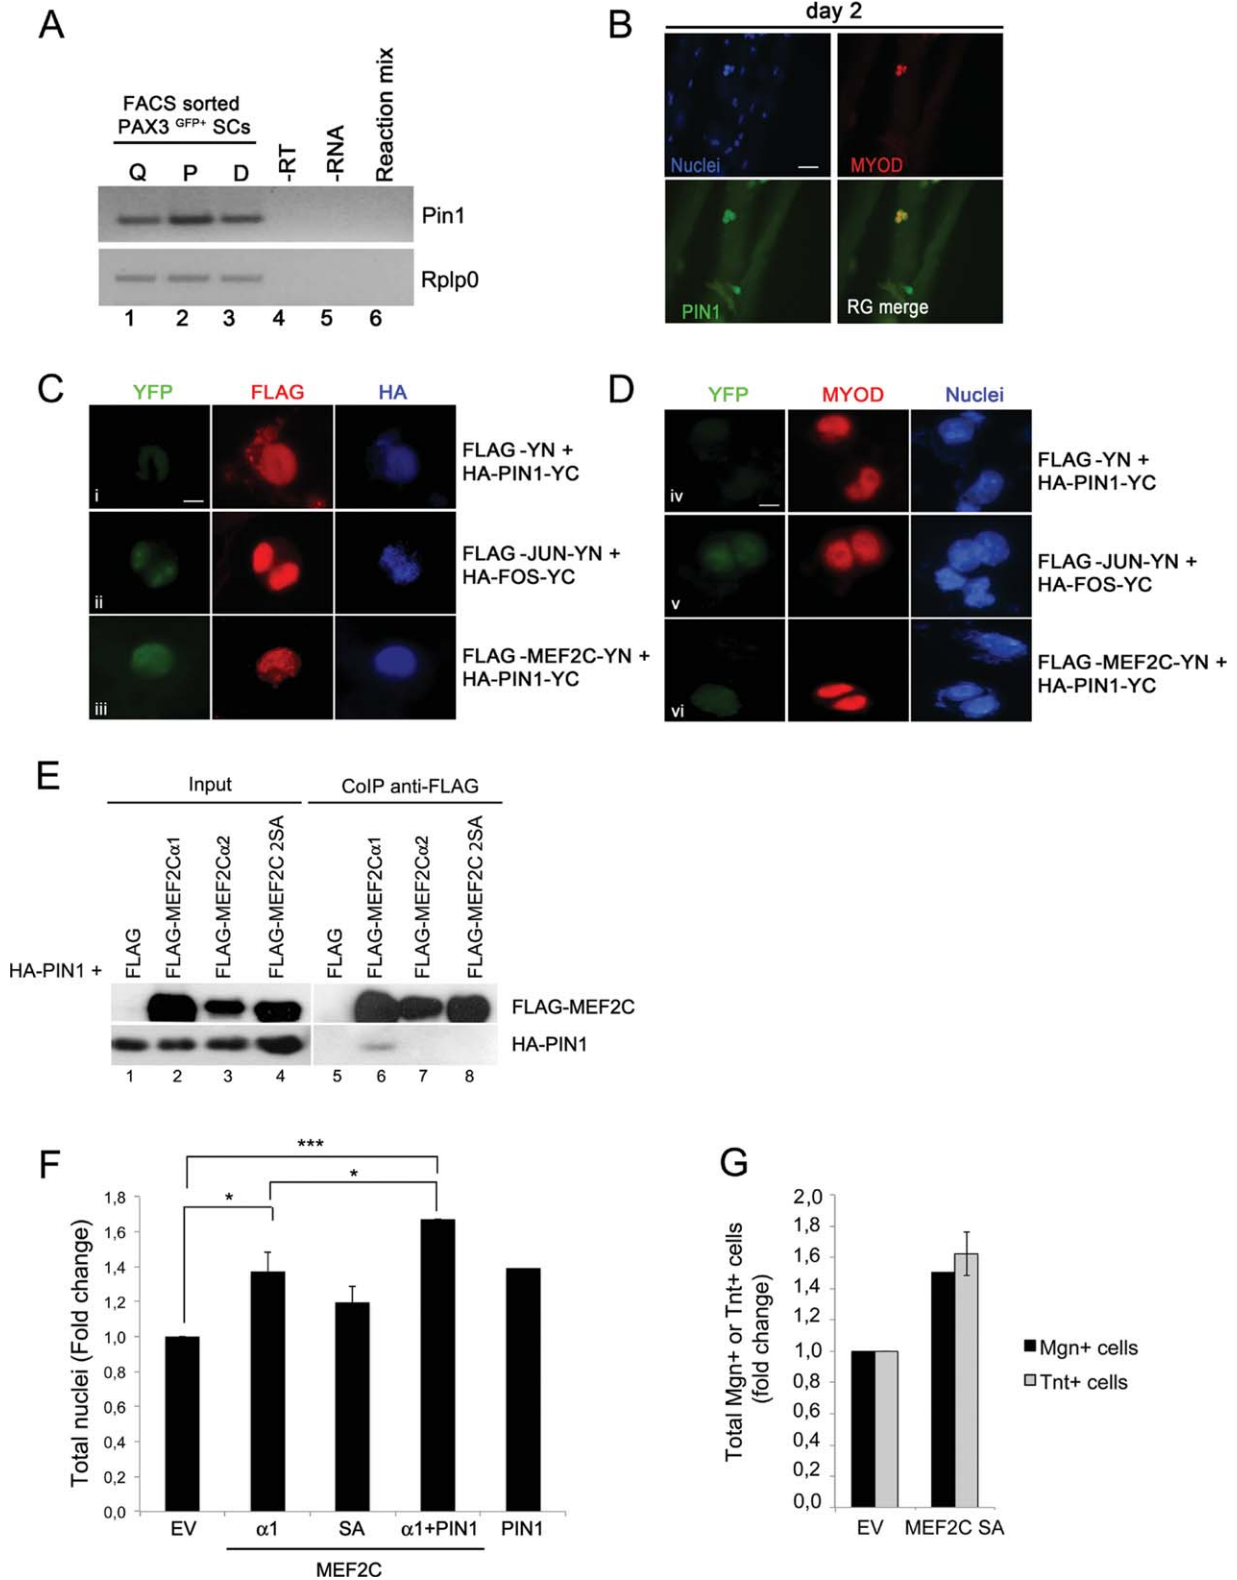 A
FACS sorted
PAX3 GFP+ SCs
Q P D -RT -RNA Reaction mix
Pin1
Rplp0
1 2 3 4 5 6
B
day 2
Nuclei
MYOD
PIN1
RG merge
C
YFP FLAG HA
i
FLAG-YN +
HA-PIN1-YC
ii
FLAG-JUN-YN +
HA-FOS-YC
iii
FLAG-MEF2C-YN +
HA-PIN1-YC
D
YFP MYOD Nuclei
iv
FLAG-YN +
HA-PIN1-YC
v
FLAG-JUN-YN +
HA-FOS-YC
vi
FLAG-MEF2C-YN +
HA-PIN1-YC
E
Input CoIP anti-FLAG
HA-PIN1 +
FLAG
FLAG-MEF2Cα1
FLAG-MEF2Cα2
FLAG-MEF2C 2SA
FLAG
FLAG-MEF2Cα1
FLAG-MEF2Cα2
FLAG-MEF2C 2SA
FLAG-MEF2C
HA-PIN1
1 2 3 4 5 6 7 8
F
***
*
*
Total nuclei (Fold change)
1,8
1,6
1,4
1,2
1,0
0,8
0,6
0,4
0,2
0,0
EV α1 SA α1+PIN1 PIN1
MEF2C
G
Total Mgn+ or Tnt+ cells
(fold change)
2,0
1,8
1,6
1,4
1,2
1,0
0,8
0,6
0,4
0,2
0,0
EV MEF2C SA
Mgn+ cells
Tnt+ cells